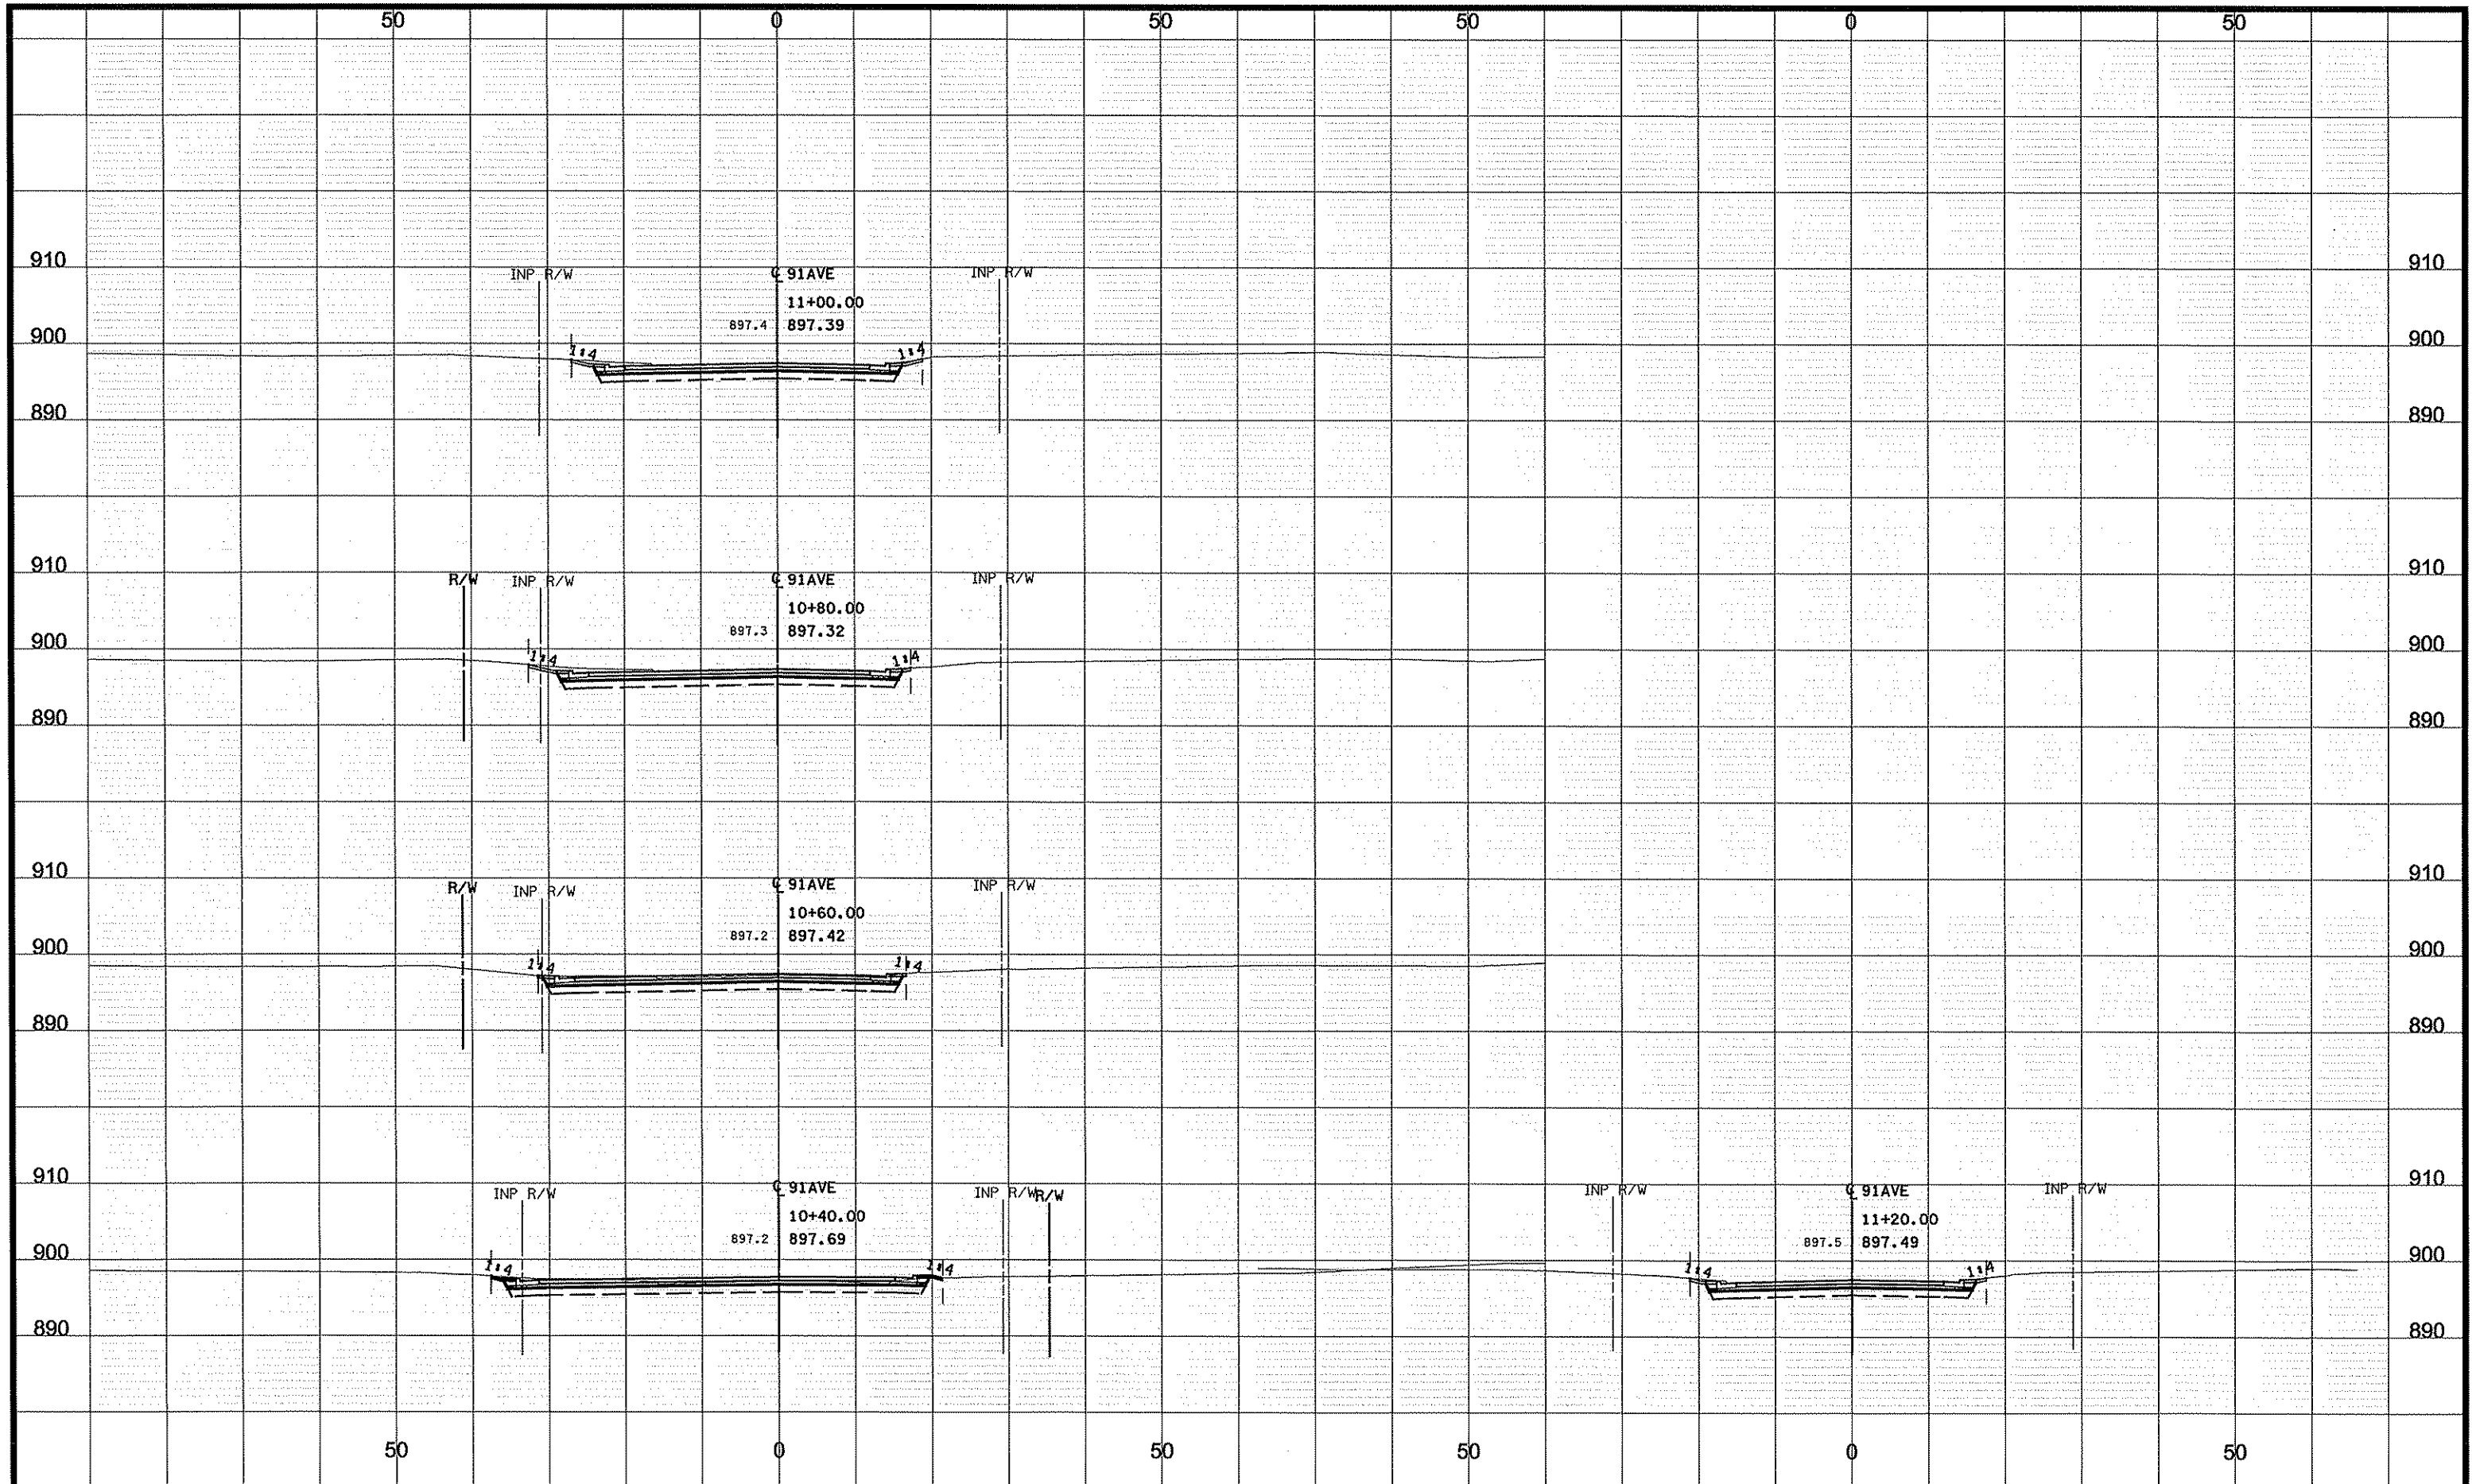 50 0 50 50 0 50
910 910
INP R/W ℄ 91AVE INP R/W
11+00.00
897.4 897.39
900 900
1:4 1:4
890 890
910 910
R/W INP R/W ℄ 91AVE INP R/W
10+80.00
897.3 897.32
900 900
1:4 1:4
890 890
910 910
R/W INP R/W ℄ 91AVE INP R/W
10+60.00
897.2 897.42
900 900
1:4 1:4
890 890
910 910
INP R/W ℄ 91AVE INP R/W R/W INP R/W ℄ 91AVE INP R/W
10+40.00 11+20.00
897.2 897.69 897.5 897.49
900 900
1:4 1:4 1:4 1:4
890 890
50 0 50 50 0 50